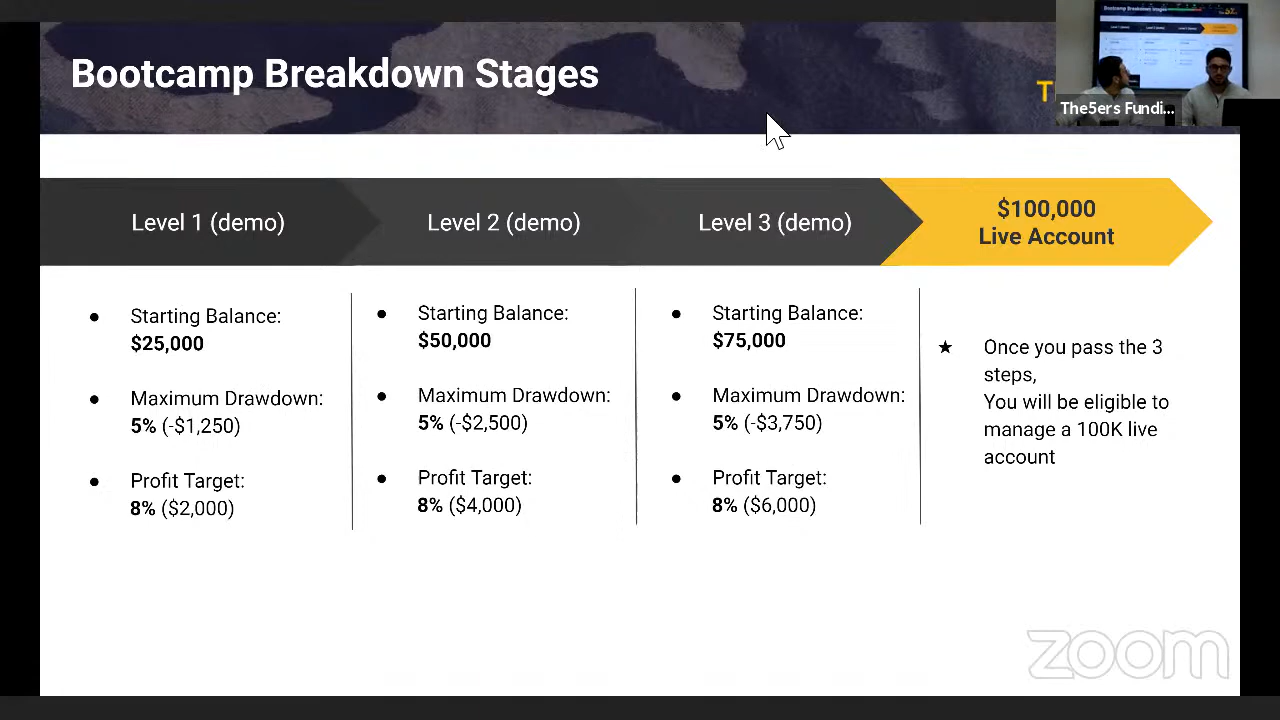 Bootcamp Breakdown Stages
T
The5ers Fundi...
Level 1 (demo)
Level 2 (demo)
Level 3 (demo)
$100,000
Live Account
Starting Balance:
$25,000
Maximum Drawdown:
5% (-$1,250)
Profit Target:
8% ($2,000)
Starting Balance:
$50,000
Maximum Drawdown:
5% (-$2,500)
Profit Target:
8% ($4,000)
Starting Balance:
$75,000
Maximum Drawdown:
5% (-$3,750)
Profit Target:
8% ($6,000)
Once you pass the 3
steps,
You will be eligible to
manage a 100K live
account
zoom